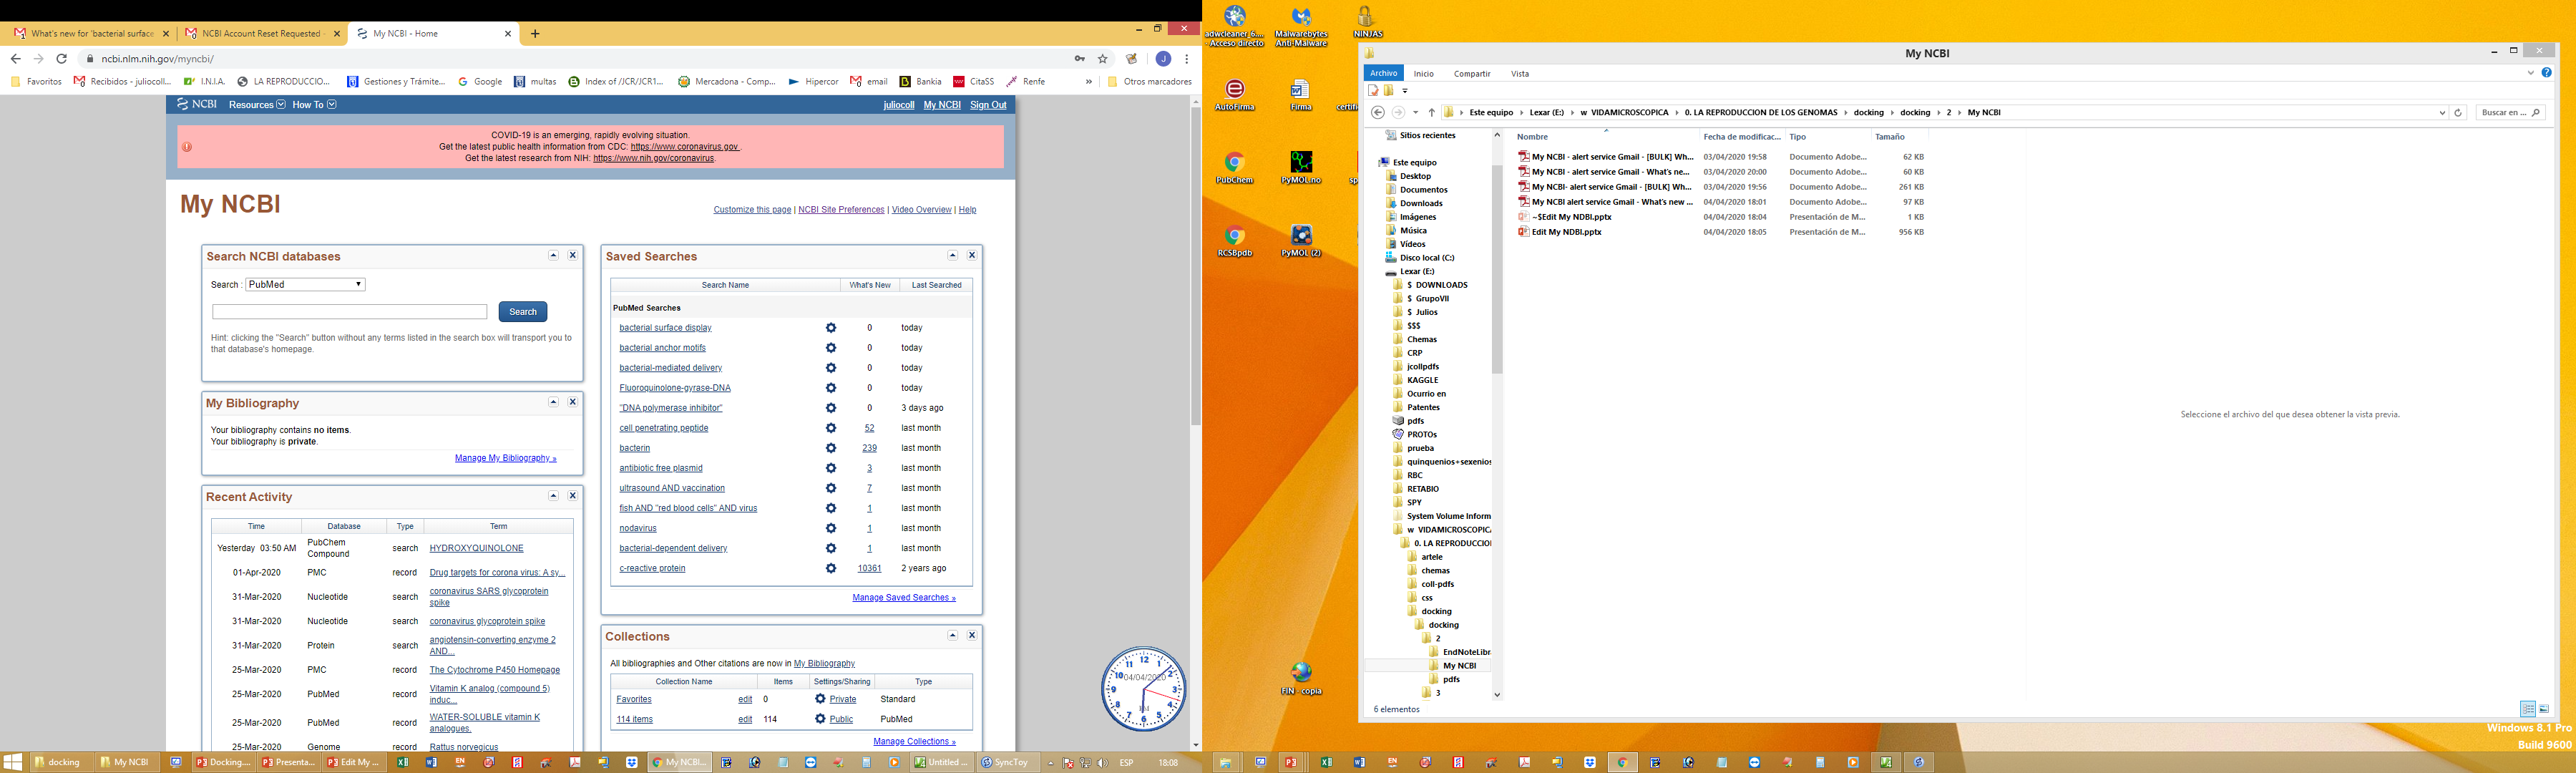 What's new for 'bacterial surface
NCBI Account Reset Requested -
My NCBI - Home
ncbi.nlm.nih.gov/myncbi/
Favoritos
Recibidos - juliocoll...
I.N.I.A.
LA REPRODUCCIO...
Gestiones y Trámite...
Google
multas
Index of /JCR/JCR1...
Mercadona - Comp...
Hipercor
email
Bankia
CitaSS
Renfe
»
Otros marcadores
NCBI Resources How To
juliocoll My NCBI Sign Out
COVID-19 is an emerging, rapidly evolving situation.
Get the latest public health information from CDC: https://www.coronavirus.gov .
Get the latest research from NIH: https://www.nih.gov/coronavirus.
My NCBI
Customize this page | NCBI Site Preferences | Video Overview | Help
Search NCBI databases
Search : PubMed
Search
Hint: clicking the "Search" button without any terms listed in the search box will transport you to
that database's homepage.
My Bibliography
Your bibliography contains no items.
Your bibliography is private.
Manage My Bibliography »
Recent Activity
Time Database Type Term
Yesterday 03:50 AM PubChem Compound search HYDROXYQUINOLONE
01-Apr-2020 PMC record Drug targets for corona virus: A sy...
31-Mar-2020 Nucleotide search coronavirus SARS glycoprotein
spike
31-Mar-2020 Nucleotide search coronavirus glycoprotein spike
31-Mar-2020 Protein search angiotensin-converting enzyme 2
AND...
25-Mar-2020 PMC record The Cytochrome P450 Homepage
25-Mar-2020 PubMed record Vitamin K analog (compound 5)
induc...
25-Mar-2020 PubMed record WATER-SOLUBLE vitamin K
analogues.
25-Mar-2020 Genome record Rattus norvegicus
Saved Searches
Search Name What's New Last Searched
PubMed Searches
bacterial surface display 0 today
bacterial anchor motifs 0 today
bacterial-mediated delivery 0 today
Fluoroquinolone-gyrase-DNA 0 today
"DNA polymerase inhibitor" 0 3 days ago
cell penetrating peptide 52 last month
bacterin 239 last month
antibiotic free plasmid 3 last month
ultrasound AND vaccination 7 last month
fish AND "red blood cells" AND virus 1 last month
nodavirus 1 last month
bacterial-dependent delivery 1 last month
c-reactive protein 10361 2 years ago
Manage Saved Searches »
Collections
All bibliographies and Other citations are now in My Bibliography
Collection Name Items Settings/Sharing Type
Favorites edit 0 Private Standard
114 items edit 114 Public PubMed
Manage Collections »
04/04/2020
docking
My NCBI
Docking....
Presenta...
Edit My ...
My NCBI...
Untitled ...
SyncToy
ESP
18:08
adwcleaner_6....
- Acceso directo
Malwarebytes
Anti-Malware
NINJAS
AutoFirma
Firma
certifi
PubChem
PyMOL.no
sp
RCSBpdb
PyMOL (2)
FIN - copia
My NCBI
Archivo Inicio Compartir Vista
Este equipo Lexar (E:) w VIDAMICROSCOPICA 0. LA REPRODUCCION DE LOS GENOMAS docking docking 2 My NCBI
Buscar en ...
Sitios recientes
Este equipo
Desktop
Documentos
Downloads
Imágenes
Música
Vídeos
Disco local (C:)
Lexar (E:)
$ DOWNLOADS
$ GrupoVII
$ Julios
$$$
Chemas
CRP
jcollpdfs
KAGGLE
Ocurrio en
Patentes
pdfs
PROTOs
prueba
quinquenios+sexenios
RBC
RETABIO
SPY
System Volume Inform
w VIDAMICROSCOPICA
0. LA REPRODUCCIO
artele
chemas
coll-pdfs
css
docking
docking
2
EndNoteLibr
My NCBI
pdfs
3
Nombre Fecha de modificac... Tipo Tamaño
My NCBI - alert service Gmail - [BULK] Wh... 03/04/2020 19:58 Documento Adobe... 62 KB
My NCBI - alert service Gmail - What's ne... 03/04/2020 20:00 Documento Adobe... 60 KB
My NCBI- alert service Gmail - [BULK] Wh... 03/04/2020 19:56 Documento Adobe... 261 KB
My NCBI alert service Gmail - What's new ... 04/04/2020 18:01 Documento Adobe... 97 KB
~$Edit My NDBI.pptx 04/04/2020 18:04 Presentación de M... 1 KB
Edit My NDBI.pptx 04/04/2020 18:05 Presentación de M... 956 KB
Seleccione el archivo del que desea obtener la vista previa.
6 elementos
Windows 8.1 Pro
Build 9600